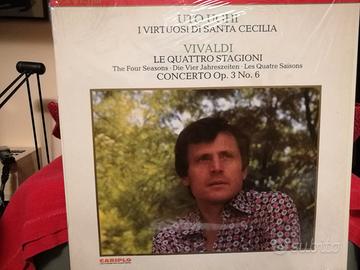 UTO UGHI
I VIRTUOSI DI SANTA CECILIA
VIVALDI
LE QUATTRO STAGIONI
The Four Seasons - Die Vier Jahreszeiten - Les Quatre Saisons
CONCERTO Op. 3 No. 6
CARIPLO
subito